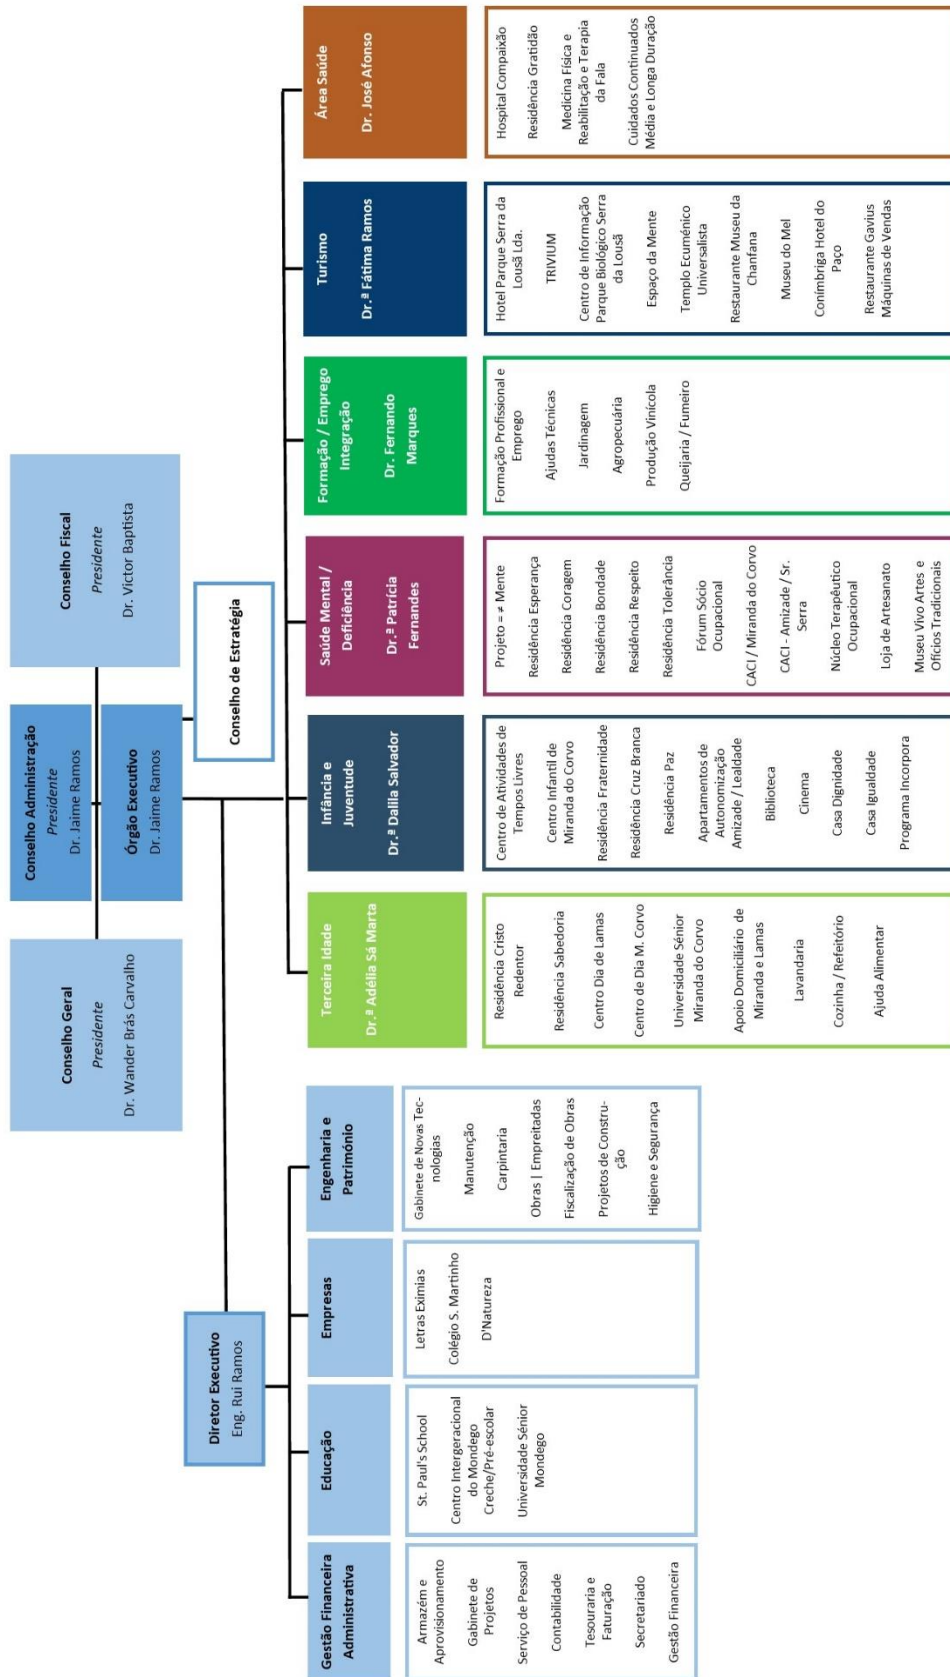 Conselho Geral
Presidente
Dr. Wander Brás Carvalho
Conselho Administração
Presidente
Dr. Jaime Ramos
Órgão Executivo
Dr. Jaime Ramos
Conselho Fiscal
Presidente
Dr. Victor Baptista
Conselho de Estratégia
Diretor Executivo
Eng. Rui Ramos
Gestão Financeira
Administrativa
Armazém e
Aprovisionamento
Gabinete de
Projetos
Serviço de Pessoal
Contabilidade
Tesouraria e
Faturação
Secretariado
Gestão Financeira
Educação
St. Paul's School
Centro Intergeracional
do Mondego
Creche/Pré-escolar
Universidade Sénior
Mondego
Empresas
Letras Exímias
Colégio S. Martinho
D'Natureza
Engenharia e
Património
Gabinete de Novas Tec-
nologias
Manutenção
Carpintaria
Obras | Empreitadas
Fiscalização de Obras
Projetos de Constru-
ção
Higiene e Segurança
Terceira Idade
Dr.ª Adélia Sá Marta
Residência Cristo
Redentor
Residência Sabedoria
Centro Dia de Lamas
Centro de Dia M. Corvo
Universidade Sénior
Miranda do Corvo
Apoio Domiciliário de
Miranda e Lamas
Lavandaria
Cozinha / Refeitório
Ajuda Alimentar
Infância e
Juventude
Dr.ª Dalila Salvador
Centro de Atividades de
Tempos Livres
Centro Infantil de
Miranda do Corvo
Residência Fraternidade
Residência Cruz Branca
Residência Paz
Apartamentos de
Autonomização
Amizade / Lealdade
Biblioteca
Cinema
Casa Dignidade
Casa Igualdade
Programa Incorpora
Saúde Mental /
Deficiência
Dr.ª Patrícia
Fernandes
Projeto = ≠ Mente
Residência Esperança
Residência Coragem
Residência Bondade
Residência Respeito
Residência Tolerância
Fórum Sócio
Ocupacional
CACI / Miranda do Corvo
CACI - Amizade / Sr.
Serra
Núcleo Terapêutico
Ocupacional
Loja de Artesanato
Museu Vivo Artes e
Ofícios Tradicionais
Formação / Emprego
Integração
Dr. Fernando
Marques
Formação Profissional e
Emprego
Ajudas Técnicas
Jardinagem
Agropecuária
Produção Vinícola
Queijaria / Fumeiro
Turismo
Dr.ª Fátima Ramos
Hotel Parque Serra da
Lousã Lda.
TRIVIUM
Centro de Informação
Parque Biológico Serra
da Lousã
Espaço da Mente
Templo Ecuménico
Universalista
Restaurante Museu da
Chanfana
Museu do Mel
Conímbriga Hotel do
Paço
Restaurante Gavius
Máquinas de Vendas
Área Saúde
Dr. José Afonso
Hospital Compaixão
Residência Gratidão
Medicina Física e
Reabilitação e Terapia
da Fala
Cuidados Continuados
Média e Longa Duração